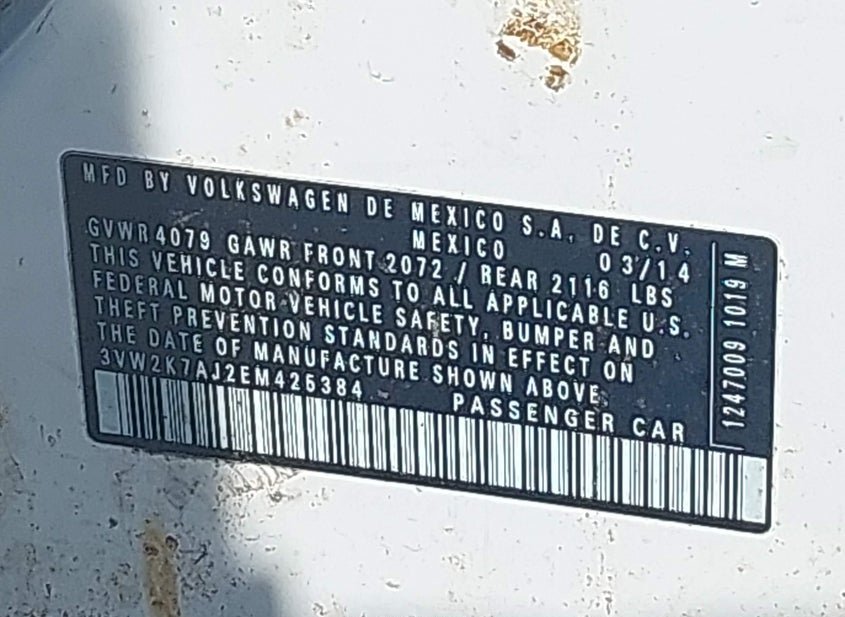 MFD BY VOLKSWAGEN DE MEXICO S.A. DE C.V.
MEXICO 03/14
GVWR 4079 GAWR FRONT 2072 / REAR 2116 LBS
THIS VEHICLE CONFORMS TO ALL APPLICABLE U.S.
FEDERAL MOTOR VEHICLE SAFETY, BUMPER AND
THEFT PREVENTION STANDARDS IN EFFECT ON
THE DATE OF MANUFACTURE SHOWN ABOVE.
3VW2K7AJ2EM425384 PASSENGER CAR
1247009 1019 M